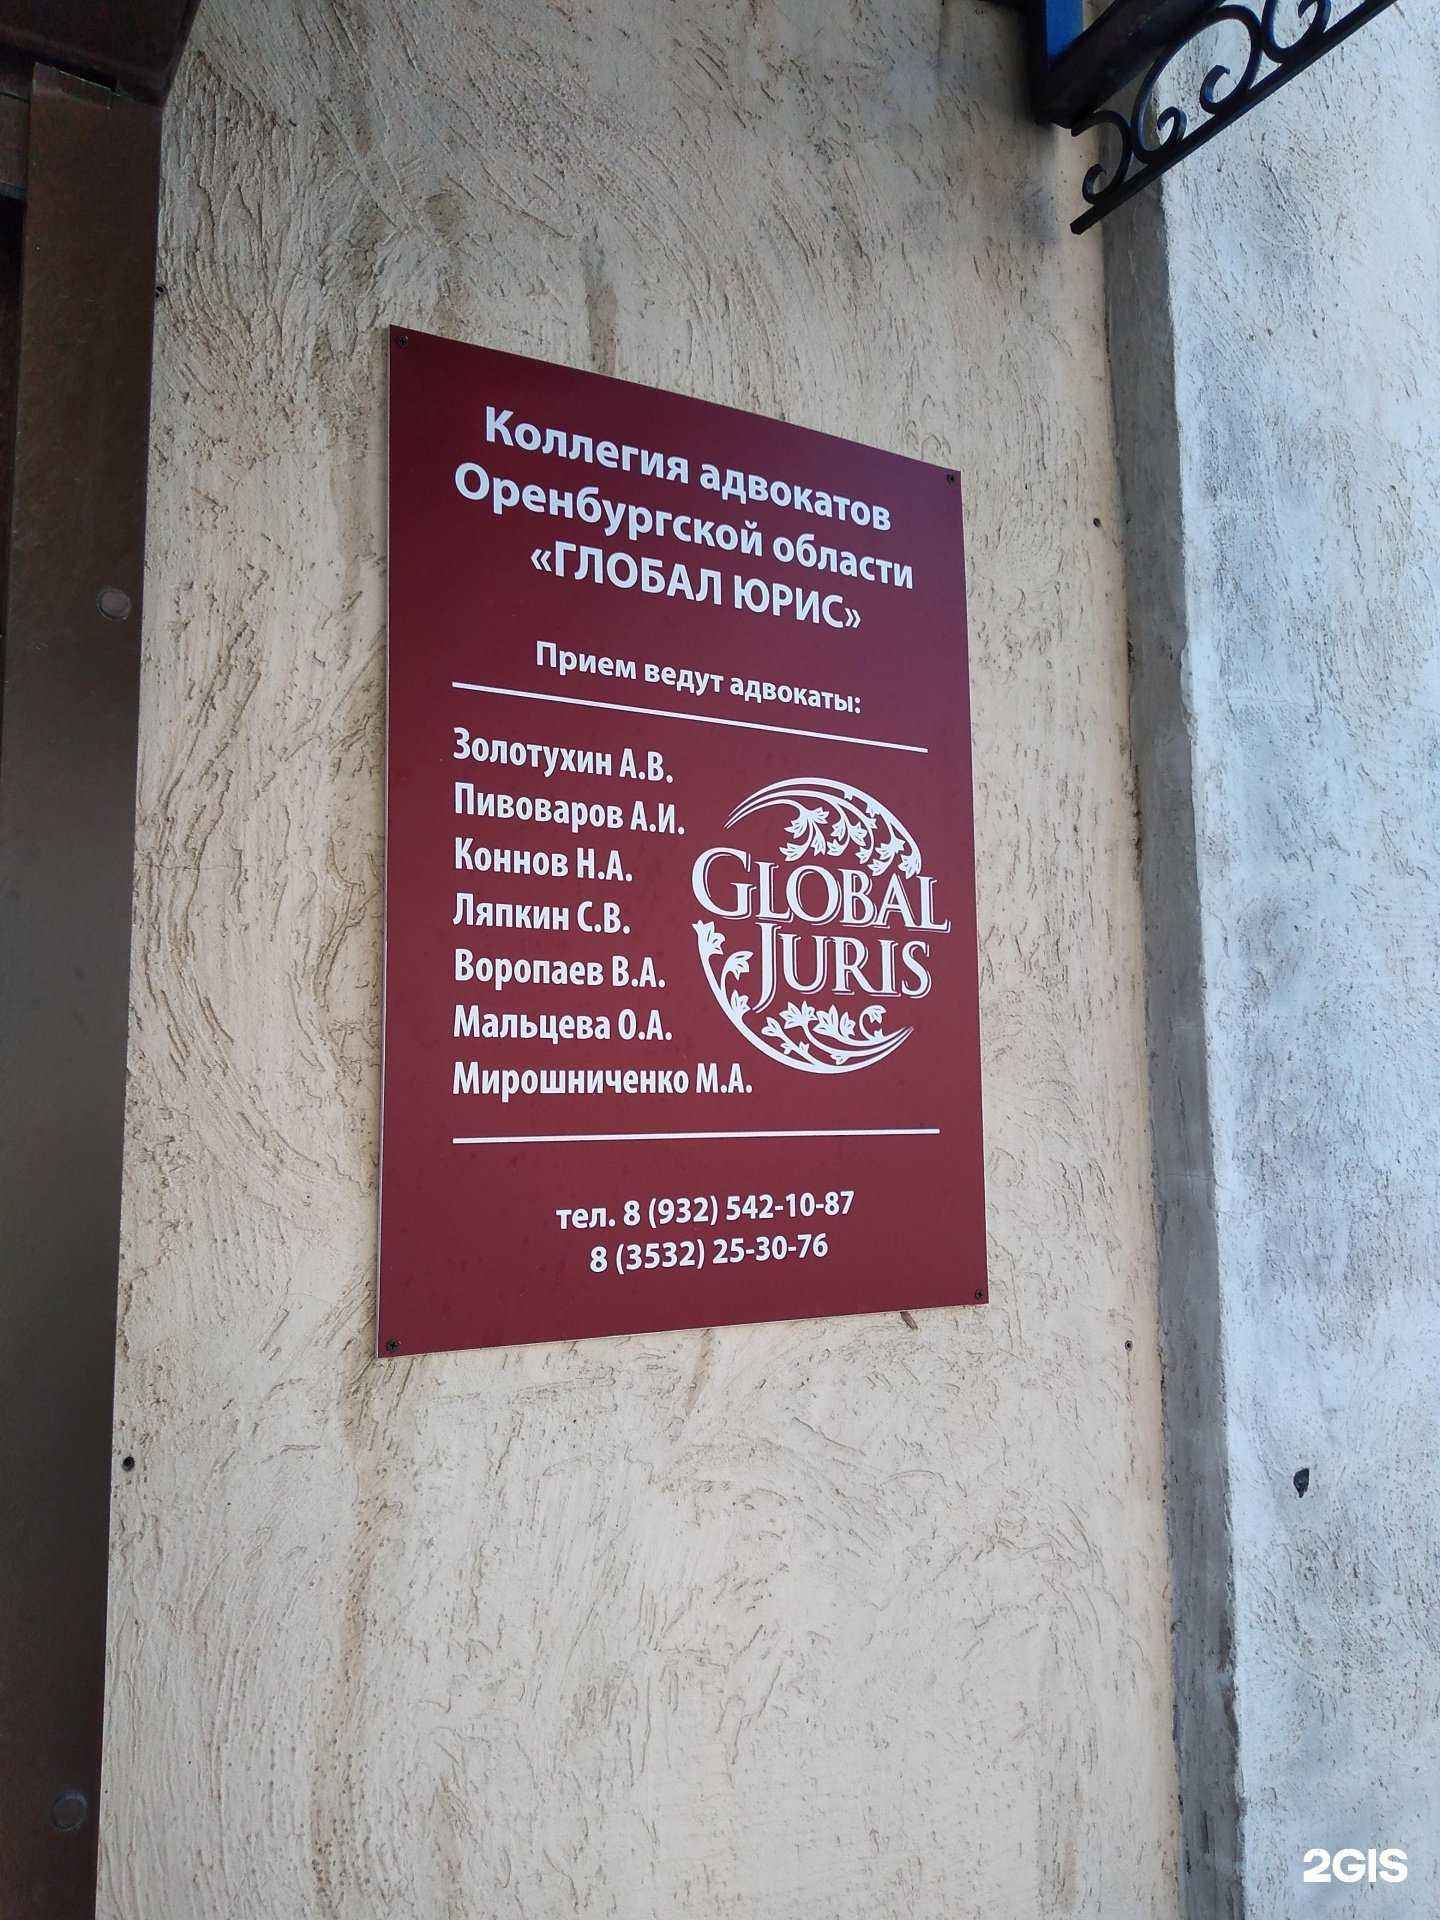 Коллегия адвокатов
Оренбургской области
«ГЛОБАЛ ЮРИС»
Прием ведут адвокаты:
Золотухин А.В.
Пивоваров А.И.
Коннов Н.А.
Ляпкин С.В.
Воропаев В.А.
Мальцева О.А.
Мирошниченко М.А.
GLOBAL
JURIS
тел. 8 (932) 542-10-87
8 (3532) 25-30-76
2GIS